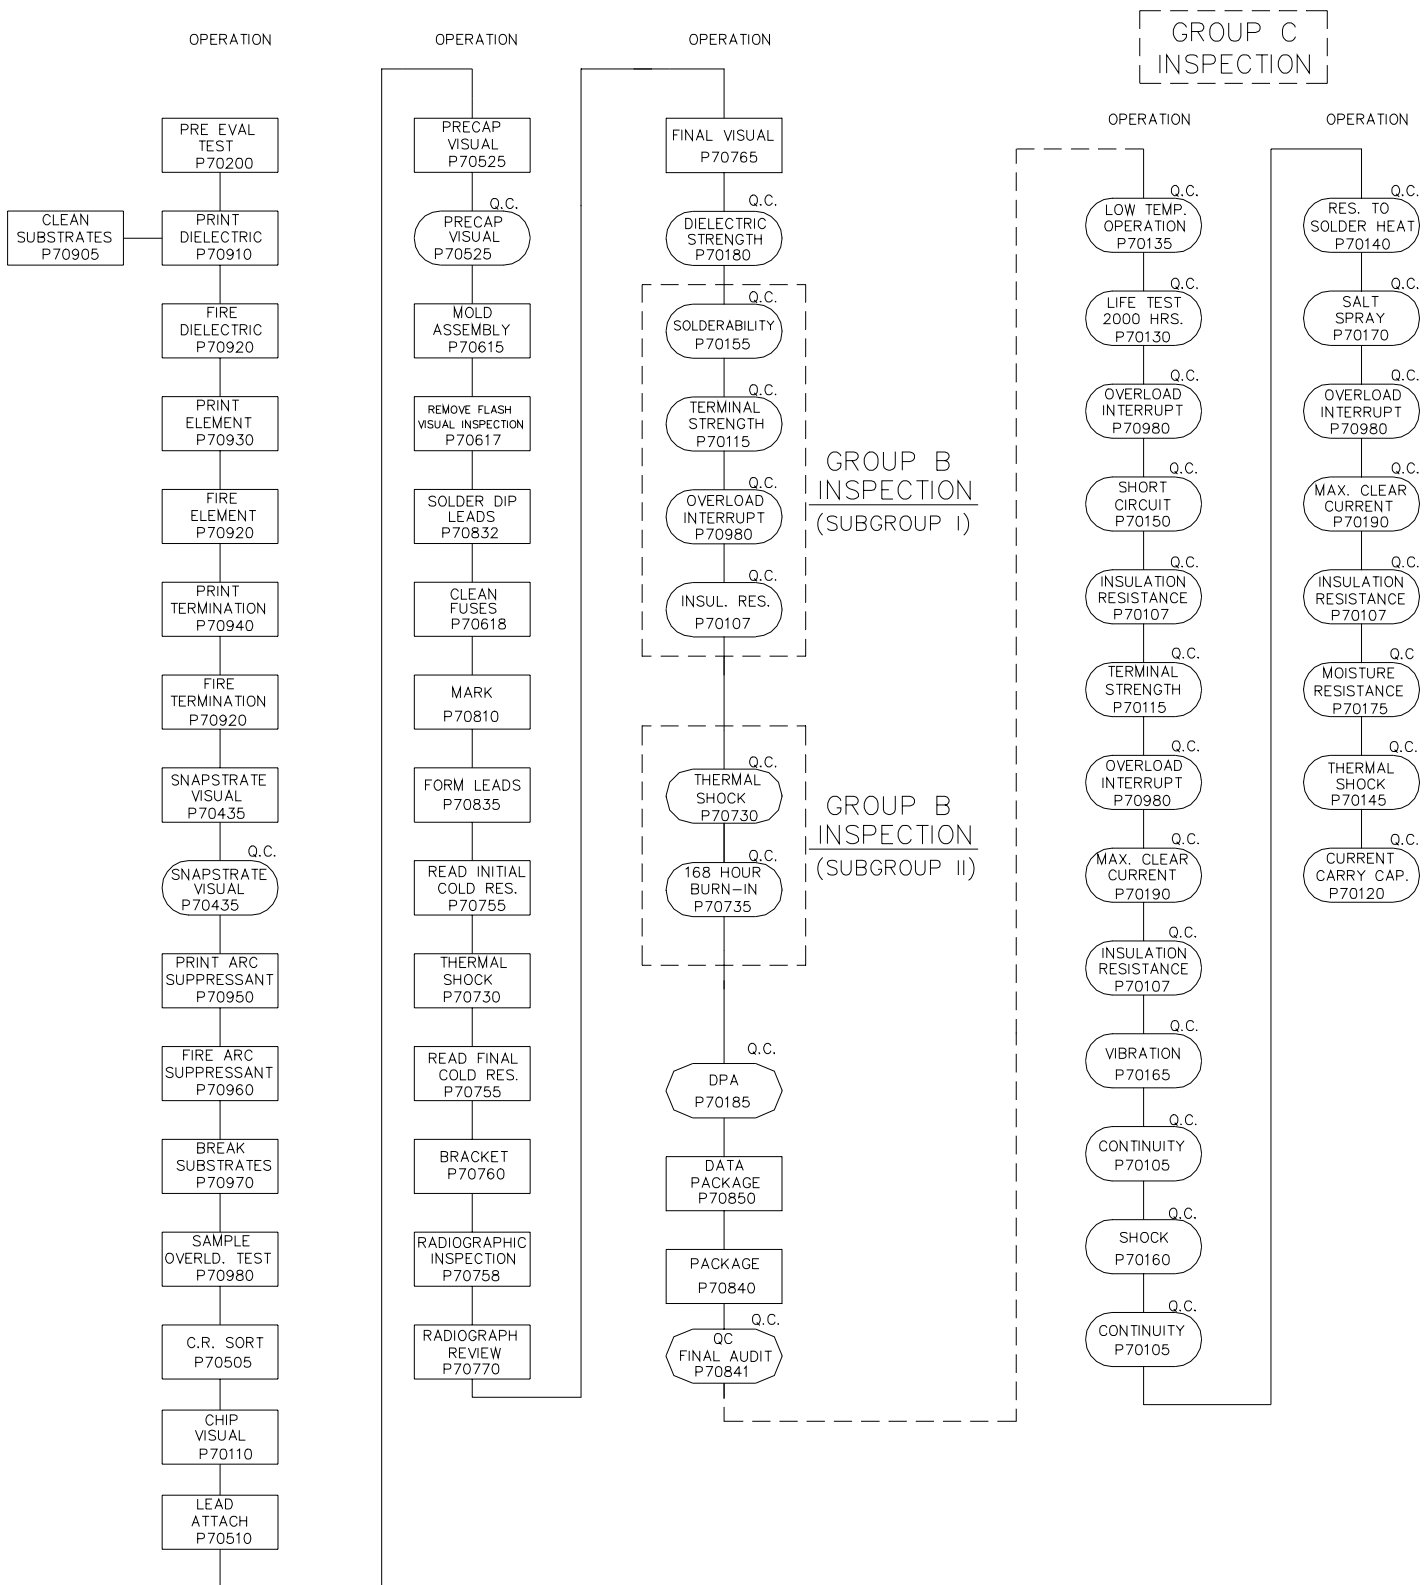 OPERATION
PRE EVAL
TEST
P70200
CLEAN
SUBSTRATES
P70905
PRINT
DIELECTRIC
P70910
FIRE
DIELECTRIC
P70920
PRINT
ELEMENT
P70930
FIRE
ELEMENT
P70920
PRINT
TERMINATION
P70940
FIRE
TERMINATION
P70920
SNAPSTRATE
VISUAL
P70435
Q.C.
SNAPSTRATE
VISUAL
P70435
PRINT ARC
SUPPRESSANT
P70950
FIRE ARC
SUPPRESSANT
P70960
BREAK
SUBSTRATES
P70970
SAMPLE
OVERLD. TEST
P70980
C.R. SORT
P70505
CHIP
VISUAL
P70110
LEAD
ATTACH
P70510
OPERATION
PRECAP
VISUAL
P70525
Q.C.
PRECAP
VISUAL
P70525
MOLD
ASSEMBLY
P70615
REMOVE FLASH
VISUAL INSPECTION
P70617
SOLDER DIP
LEADS
P70832
CLEAN
FUSES
P70618
MARK
P70810
FORM LEADS
P70835
READ INITIAL
COLD RES.
P70755
THERMAL
SHOCK
P70730
READ FINAL
COLD RES.
P70755
BRACKET
P70760
RADIOGRAPHIC
INSPECTION
P70758
RADIOGRAPH
REVIEW
P70770
OPERATION
FINAL VISUAL
P70765
Q.C.
DIELECTRIC
STRENGTH
P70180
Q.C.
SOLDERABILITY
P70155
Q.C.
TERMINAL
STRENGTH
P70115
Q.C.
OVERLOAD
INTERRUPT
P70980
Q.C.
INSUL. RES.
P70107
GROUP B
INSPECTION
(SUBGROUP I)
Q.C.
THERMAL
SHOCK
P70730
Q.C.
168 HOUR
BURN-IN
P70735
GROUP B
INSPECTION
(SUBGROUP II)
Q.C.
DPA
P70185
DATA
PACKAGE
P70850
PACKAGE
P70840
Q.C.
QC
FINAL AUDIT
P70841
GROUP C
INSPECTION
OPERATION
Q.C.
LOW TEMP.
OPERATION
P70135
Q.C.
LIFE TEST
2000 HRS.
P70130
Q.C.
OVERLOAD
INTERRUPT
P70980
Q.C.
SHORT
CIRCUIT
P70150
Q.C.
INSULATION
RESISTANCE
P70107
Q.C.
TERMINAL
STRENGTH
P70115
Q.C.
OVERLOAD
INTERRUPT
P70980
Q.C.
MAX. CLEAR
CURRENT
P70190
Q.C.
INSULATION
RESISTANCE
P70107
Q.C.
VIBRATION
P70165
Q.C.
CONTINUITY
P70105
Q.C.
SHOCK
P70160
Q.C.
CONTINUITY
P70105
OPERATION
Q.C.
RES. TO
SOLDER HEAT
P70140
Q.C.
SALT
SPRAY
P70170
Q.C.
OVERLOAD
INTERRUPT
P70980
Q.C.
MAX. CLEAR
CURRENT
P70190
Q.C.
INSULATION
RESISTANCE
P70107
Q.C
MOISTURE
RESISTANCE
P70175
Q.C.
THERMAL
SHOCK
P70145
Q.C.
CURRENT
CARRY CAP.
P70120